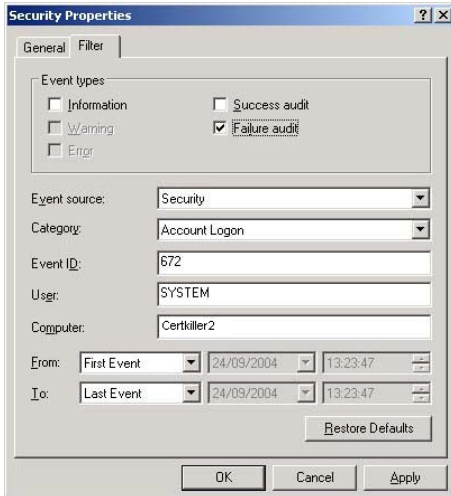 Security Properties
General Filter
Event types
Information Success audit
Warning Failure audit
Error
Event source: Security
Category: Account Logon
Event ID: 672
User: SYSTEM
Computer: Certkiller2
From: First Event 24/09/2004 13:23:47
To: Last Event 24/09/2004 13:23:47
Restore Defaults
OK Cancel Apply